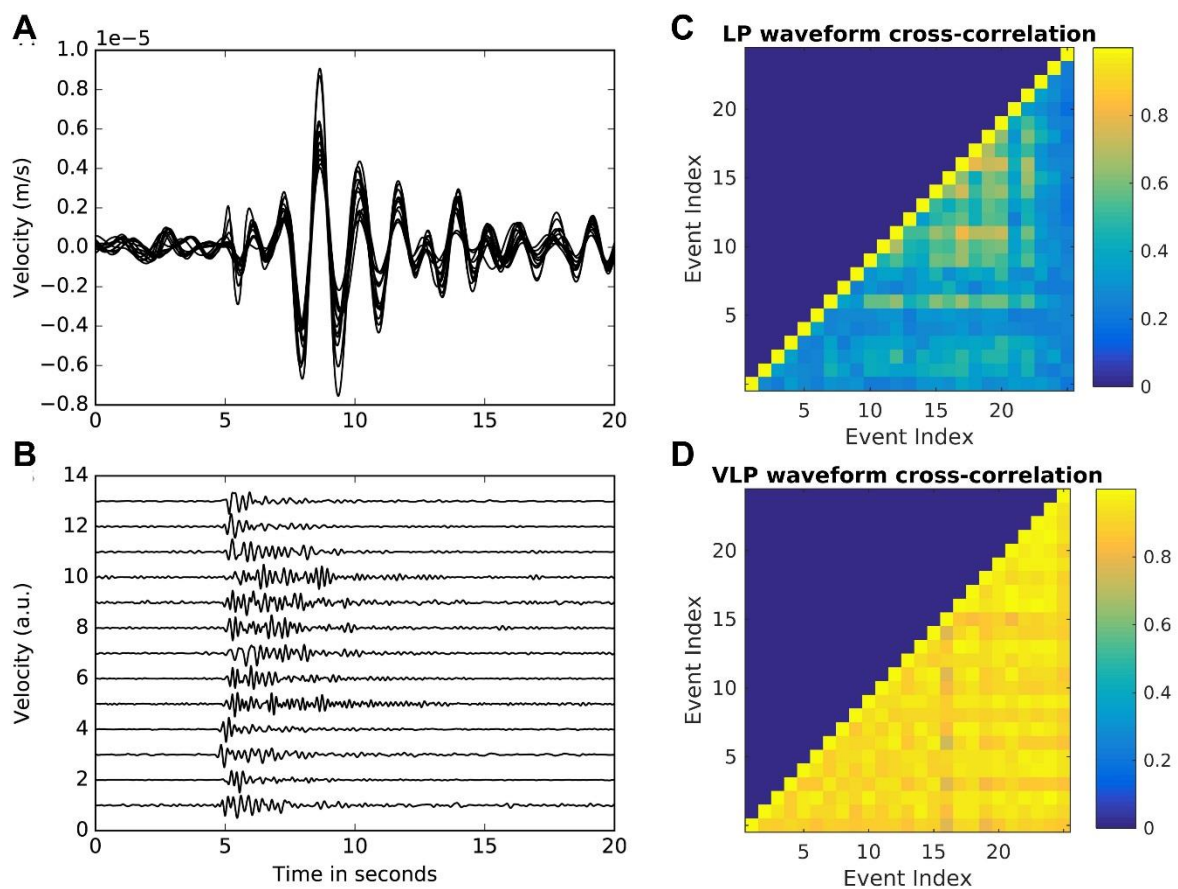 A
1e−5
1.0
0.8
0.6
0.4
0.2
0.0
−0.2
−0.4
−0.6
−0.8
Velocity (m/s)
0 5 10 15 20
B
14
12
10
8
6
4
2
0
Velocity (a.u.)
0 5 10 15 20
Time in seconds
C
LP waveform cross-correlation
20
15
10
5
Event Index
5 10 15 20
Event Index
0.8
0.6
0.4
0.2
0
D
VLP waveform cross-correlation
20
15
10
5
Event Index
5 10 15 20
Event Index
0.8
0.6
0.4
0.2
0